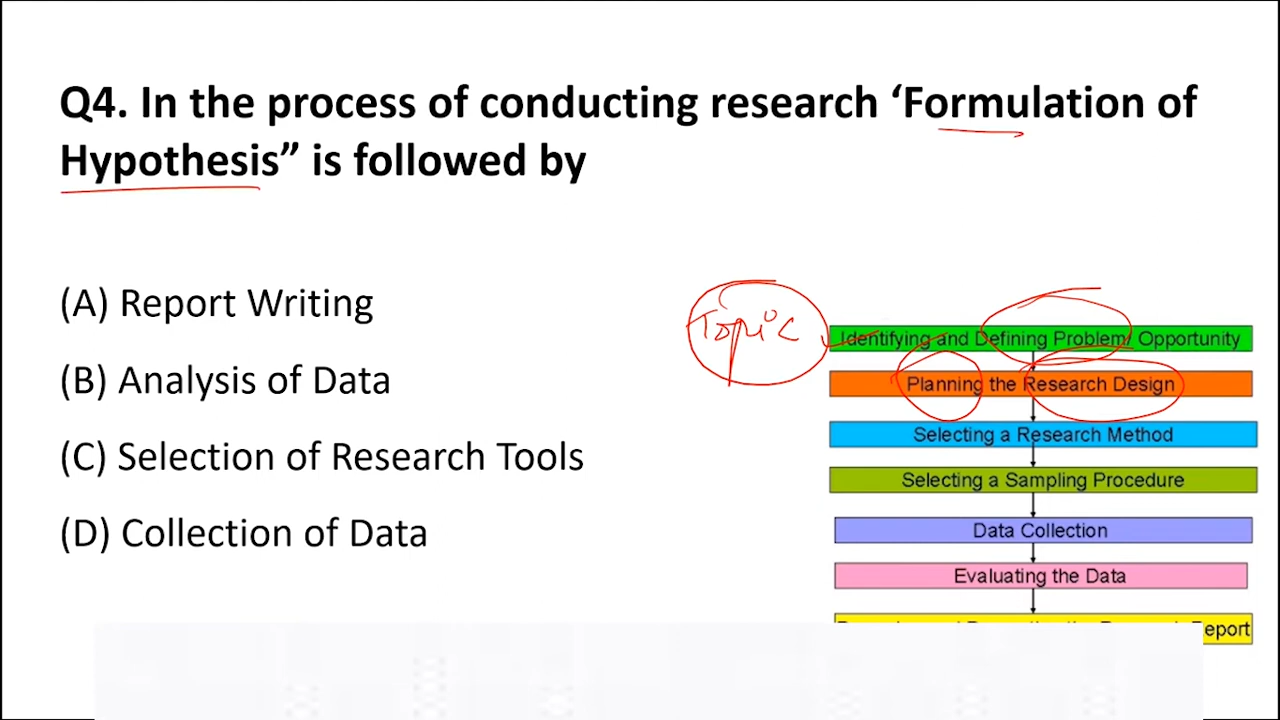 Q4. In the process of conducting research ‘Formulation of
Hypothesis” is followed by
(A) Report Writing
(B) Analysis of Data
(C) Selection of Research Tools
(D) Collection of Data
Topic
Identifying and Defining Problem/ Opportunity
Planning the Research Design
Selecting a Research Method
Selecting a Sampling Procedure
Data Collection
Evaluating the Data
Report